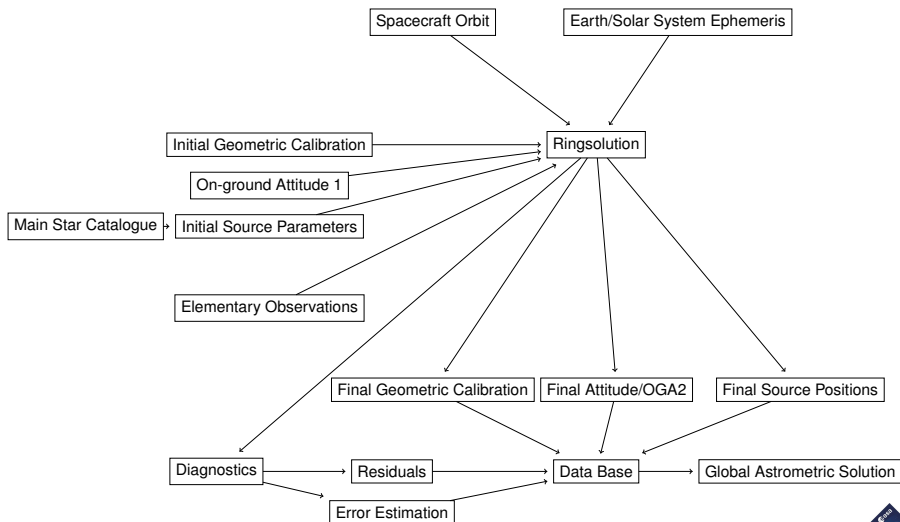 Spacecraft Orbit
Earth/Solar System Ephemeris
Initial Geometric Calibration
Ringsolution
On-ground Attitude 1
Main Star Catalogue
Initial Source Parameters
Elementary Observations
Final Geometric Calibration
Final Attitude/OGA2
Final Source Positions
Diagnostics
Residuals
Data Base
Global Astrometric Solution
Error Estimation